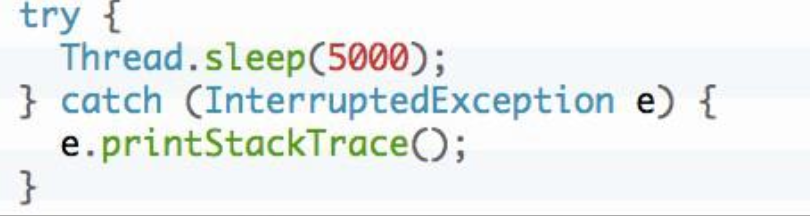 try {
  Thread.sleep(5000);
} catch (InterruptedException e) {
  e.printStackTrace();
}